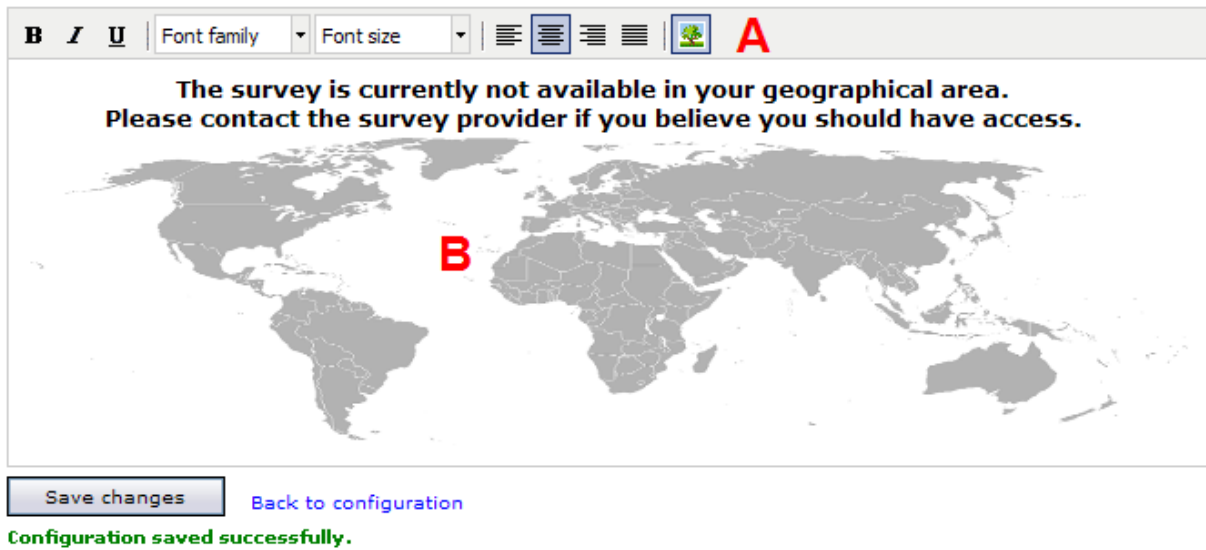 B I U Font family Font size A
The survey is currently not available in your geographical area.
Please contact the survey provider if you believe you should have access.
B
Save changes Back to configuration
Configuration saved successfully.